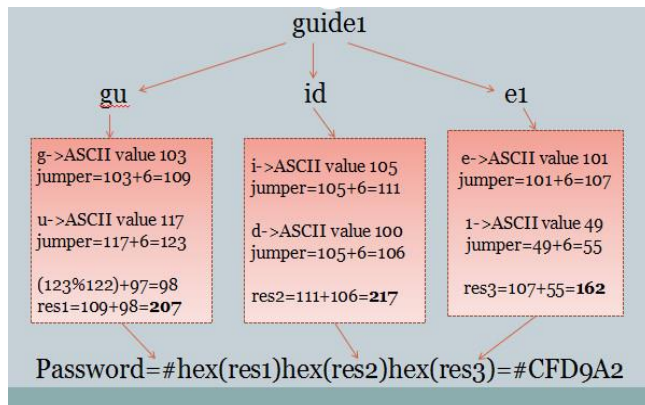 guide1
gu
id
e1
g->ASCII value 103
jumper=103+6=109
u->ASCII value 117
jumper=117+6=123
(123%122)+97=98
res1=109+98=207
i->ASCII value 105
jumper=105+6=111
d->ASCII value 100
jumper=105+6=106
res2=111+106=217
e->ASCII value 101
jumper=101+6=107
1->ASCII value 49
jumper=49+6=55
res3=107+55=162
Password=#hex(res1)hex(res2)hex(res3)=#CFD9A2